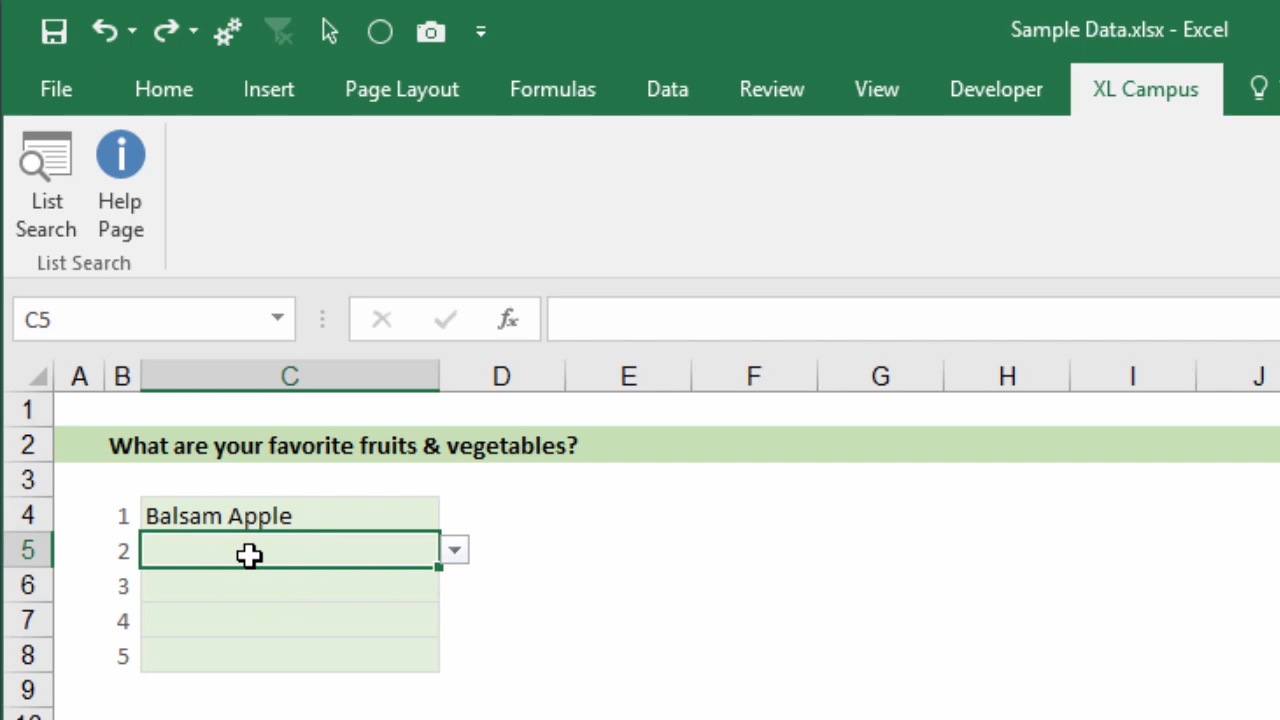 Sample Data.xlsx - Excel
File Home Insert Page Layout Formulas Data Review View Developer XL Campus
List Search
Help Page
List Search
C5 fx
A B C D E F G H I J
1
2 What are your favorite fruits & vegetables?
3
4 1 Balsam Apple
5 2
6 3
7 4
8 5
9
10